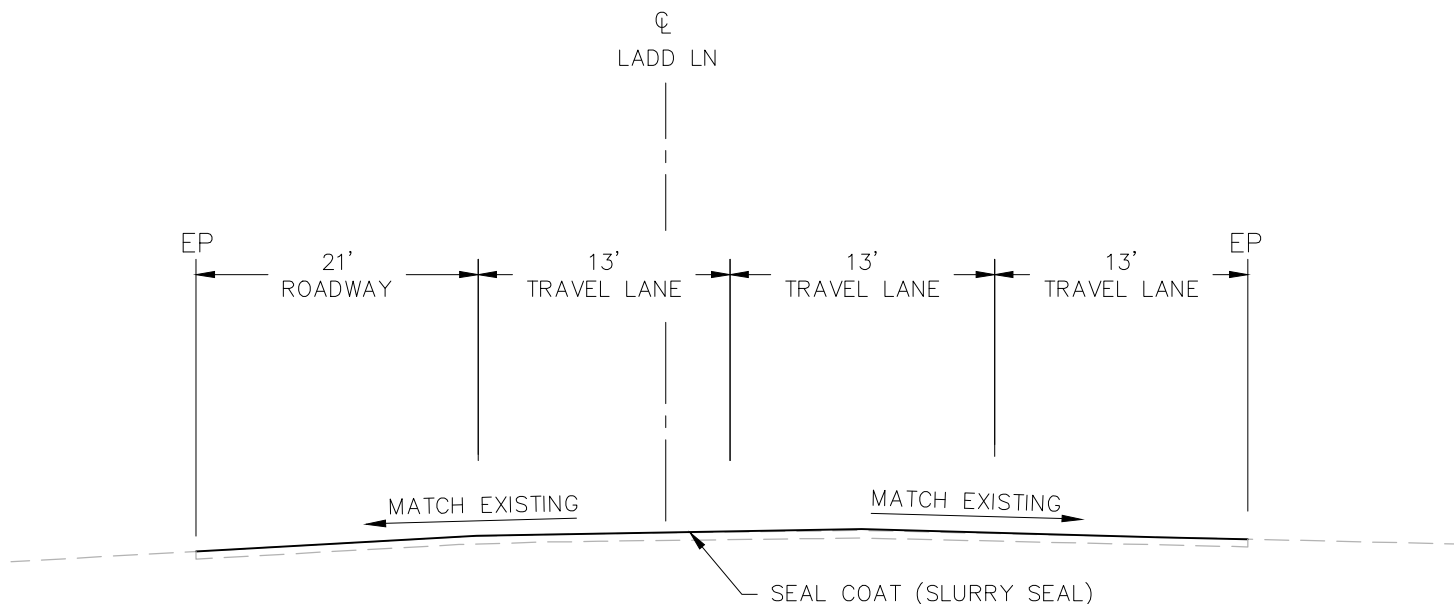 ℄
LADD LN
EP
21'
ROADWAY
13'
TRAVEL LANE
13'
TRAVEL LANE
13'
TRAVEL LANE
EP
MATCH EXISTING
MATCH EXISTING
SEAL COAT (SLURRY SEAL)